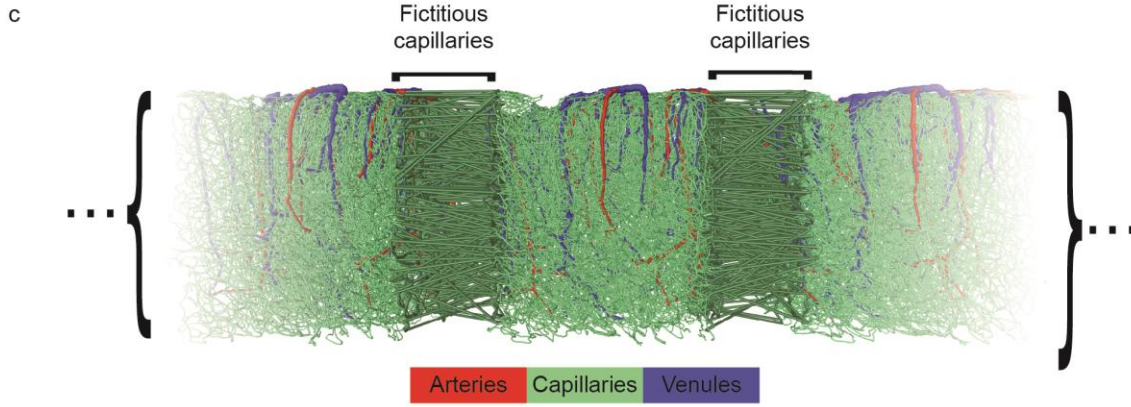 c
Fictitious
capillaries
Fictitious
capillaries
Arteries
Capillaries
Venules